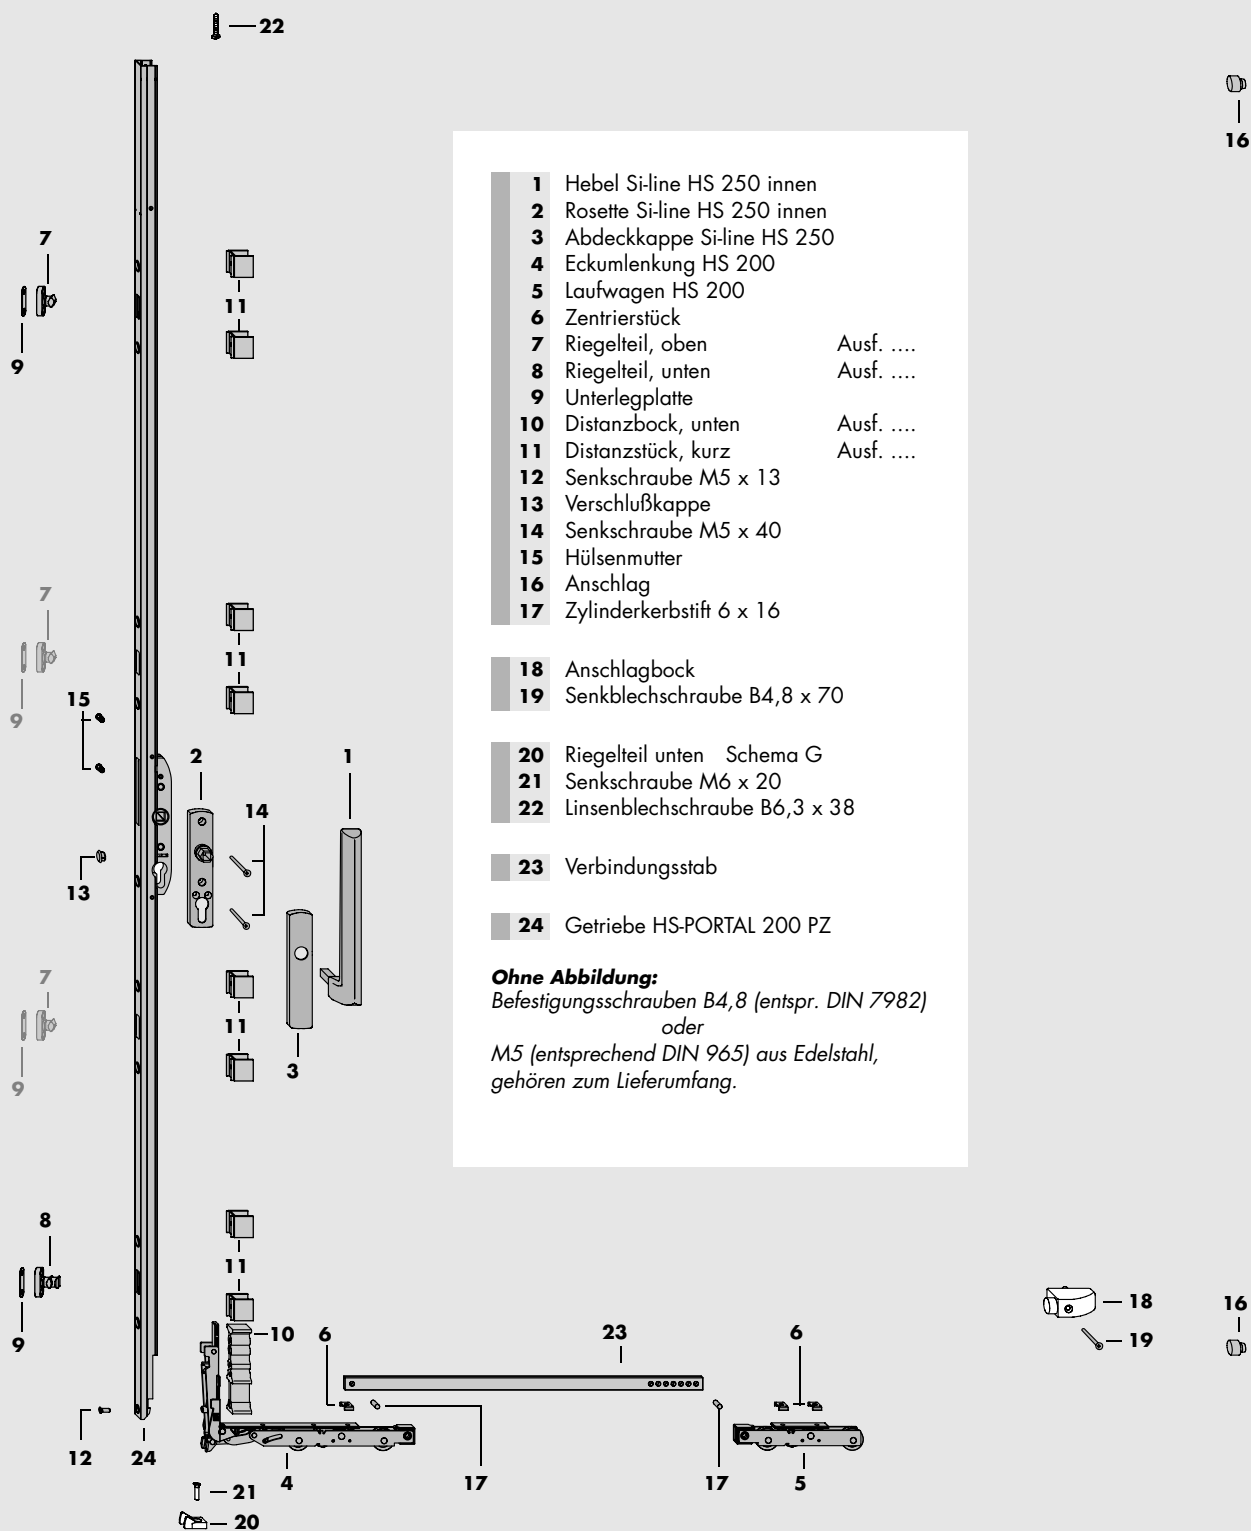 22
16
1 Hebel Si-line HS 250 innen
2 Rosette Si-line HS 250 innen
3 Abdeckkappe Si-line HS 250
4 Eckumlenkung HS 200
5 Laufwagen HS 200
6 Zentrierstück
7 Riegelteil, oben Ausf. ....
8 Riegelteil, unten Ausf. ....
9 Unterlegplatte
10 Distanzbock, unten Ausf. ....
11 Distanzstück, kurz Ausf. ....
12 Senkschraube M5 x 13
13 Verschlußkappe
14 Senkschraube M5 x 40
15 Hülsenmutter
16 Anschlag
17 Zylinderkerbstift 6 x 16
18 Anschlagbock
19 Senkblechschraube B4,8 x 70
20 Riegelteil unten Schema G
21 Senkschraube M6 x 20
22 Linsenblechschraube B6,3 x 38
23 Verbindungsstab
24 Getriebe HS-PORTAL 200 PZ
Ohne Abbildung:
Befestigungsschrauben B4,8 (entspr. DIN 7982)
oder
M5 (entsprechend DIN 965) aus Edelstahl,
gehören zum Lieferumfang.
7
11
9
7
11
15
9
2
1
14
13
7
11
3
9
8
11
9
10
6
23
6
18
16
19
12
24
4
17
17
5
21
20